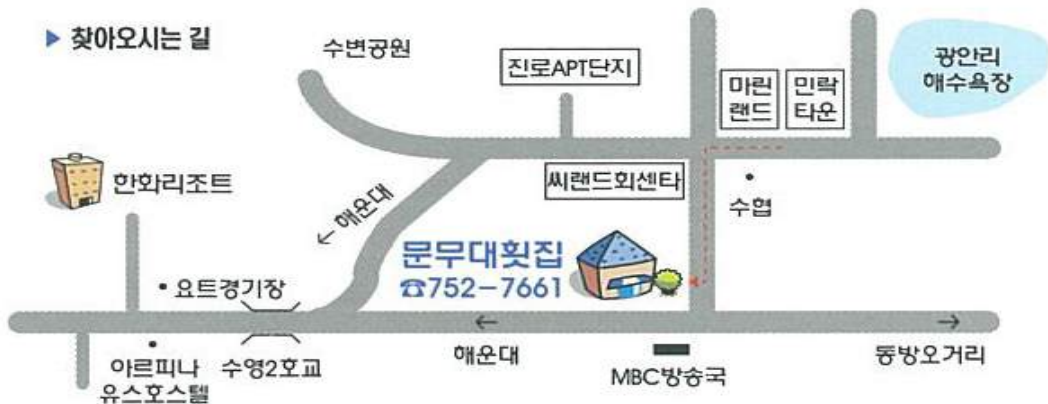 ▶ 찾아오시는 길
수변공원
진로APT단지
마린
랜드
민락
타운
광안리
해수욕장
한화리조트
← 해운대
씨랜드회센타
수협
문무대횟집
☎752-7661
• 요트경기장
←
→
아르피나
유스호스텔
수영2호교
해운대
MBC방송국
동방오거리